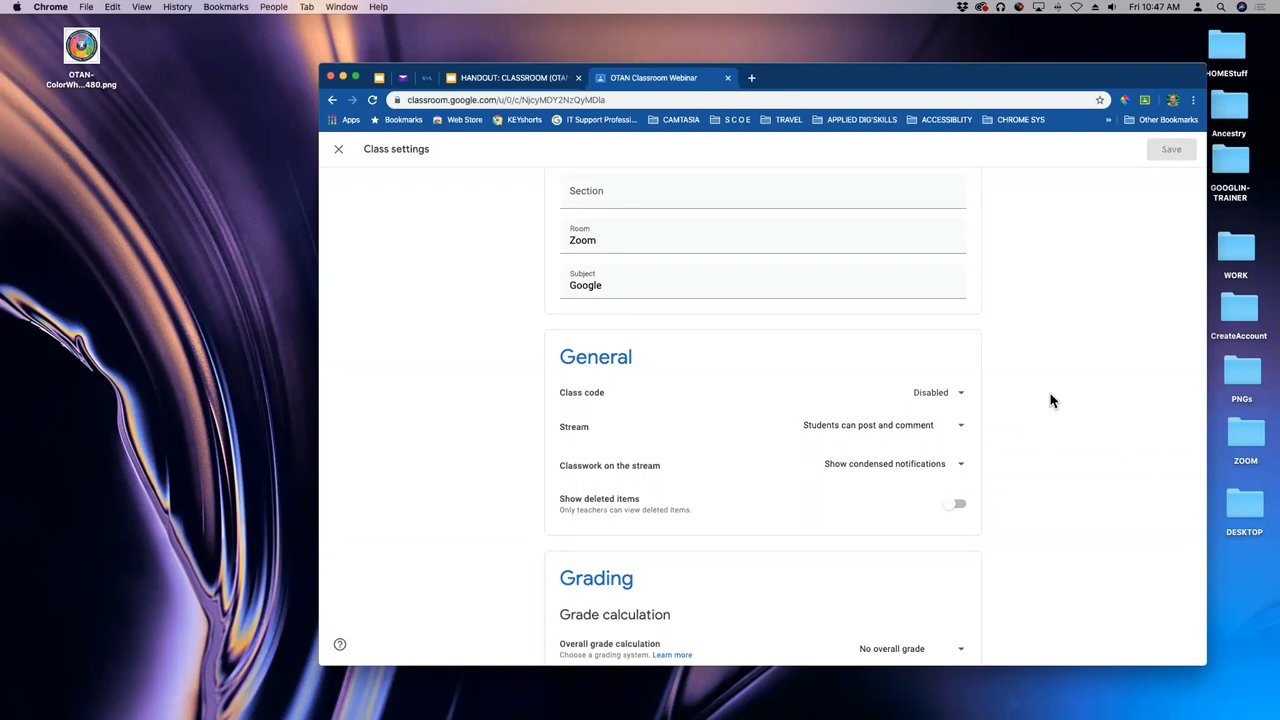 Chrome File Edit View History Bookmarks People Tab Window Help
Fri 10:47 AM
OTAN-
ColorWh...480.png
HANDOUT: CLASSROOM (OTAN
OTAN Classroom Webinar
classroom.google.com/u/0/c/NjcyMDY2NzQyMDla
Apps Bookmarks Web Store KEYshorts IT Support Professi... CAMTASIA S C O E TRAVEL APPLIED DIG'SKILLS ACCESSIBLITY CHROME SYS » Other Bookmarks
Class settings
Save
Section
Room
Zoom
Subject
Google
General
Class code Disabled
Stream Students can post and comment
Classwork on the stream Show condensed notifications
Show deleted items
Only teachers can view deleted items.
Grading
Grade calculation
Overall grade calculation No overall grade
Choose a grading system. Learn more
HOMEStuff
Ancestry
GOOGLIN-
TRAINER
WORK
CreateAccount
PNGs
ZOOM
DESKTOP